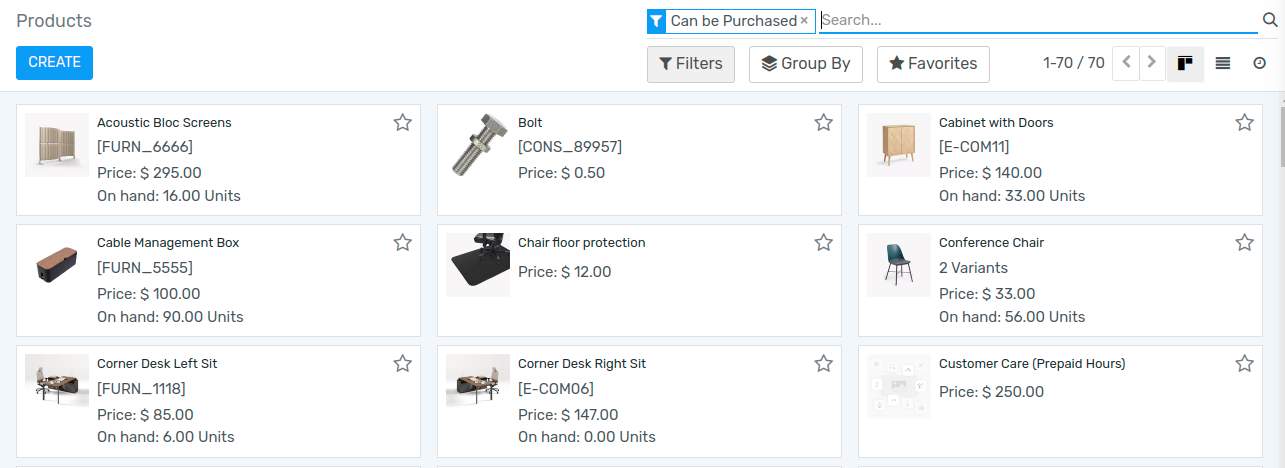 Products
Can be Purchased ×
Search...
CREATE
Filters
Group By
Favorites
1-70 / 70
Acoustic Bloc Screens
[FURN_6666]
Price: $ 295.00
On hand: 16.00 Units
Bolt
[CONS_89957]
Price: $ 0.50
Cabinet with Doors
[E-COM11]
Price: $ 140.00
On hand: 33.00 Units
Cable Management Box
[FURN_5555]
Price: $ 100.00
On hand: 90.00 Units
Chair floor protection
Price: $ 12.00
Conference Chair
2 Variants
Price: $ 33.00
On hand: 56.00 Units
Corner Desk Left Sit
[FURN_1118]
Price: $ 85.00
On hand: 6.00 Units
Corner Desk Right Sit
[E-COM06]
Price: $ 147.00
On hand: 0.00 Units
Customer Care (Prepaid Hours)
Price: $ 250.00